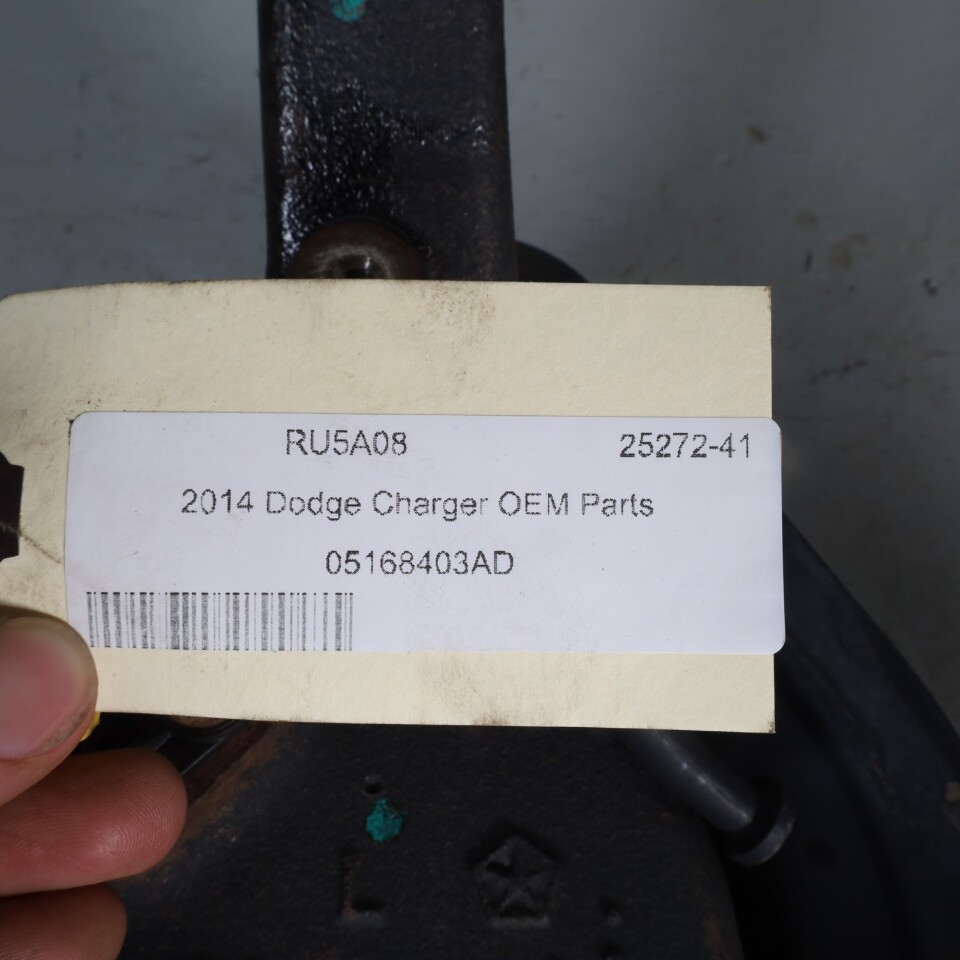 RU5A08 25272-41
2014 Dodge Charger OEM Parts
05168403AD
L